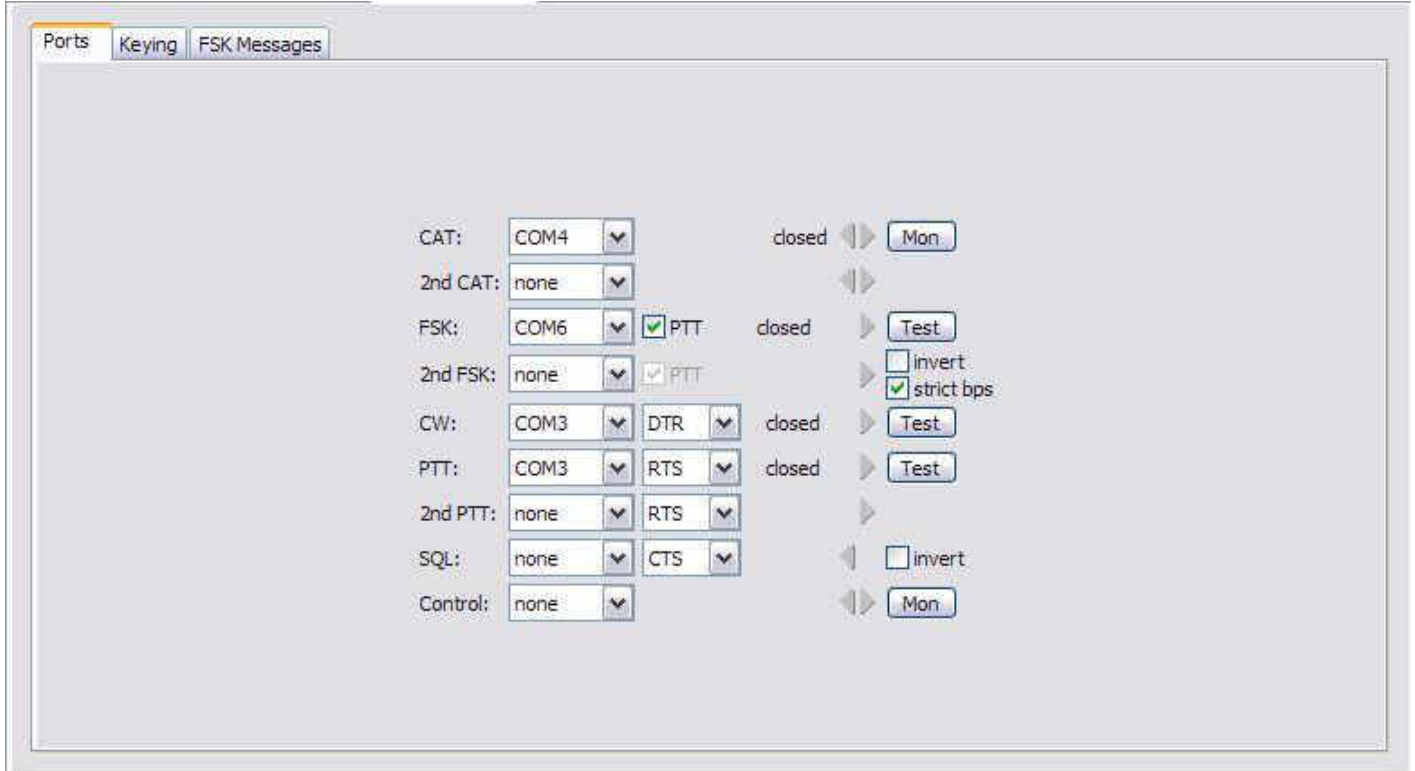 Ports Keying FSK Messages
CAT: COM4 closed Mon
2nd CAT: none
FSK: COM6 PTT closed Test
invert
2nd FSK: none PTT
strict bps
CW: COM3 DTR closed Test
PTT: COM3 RTS closed Test
2nd PTT: none RTS
SQL: none CTS invert
Control: none Mon